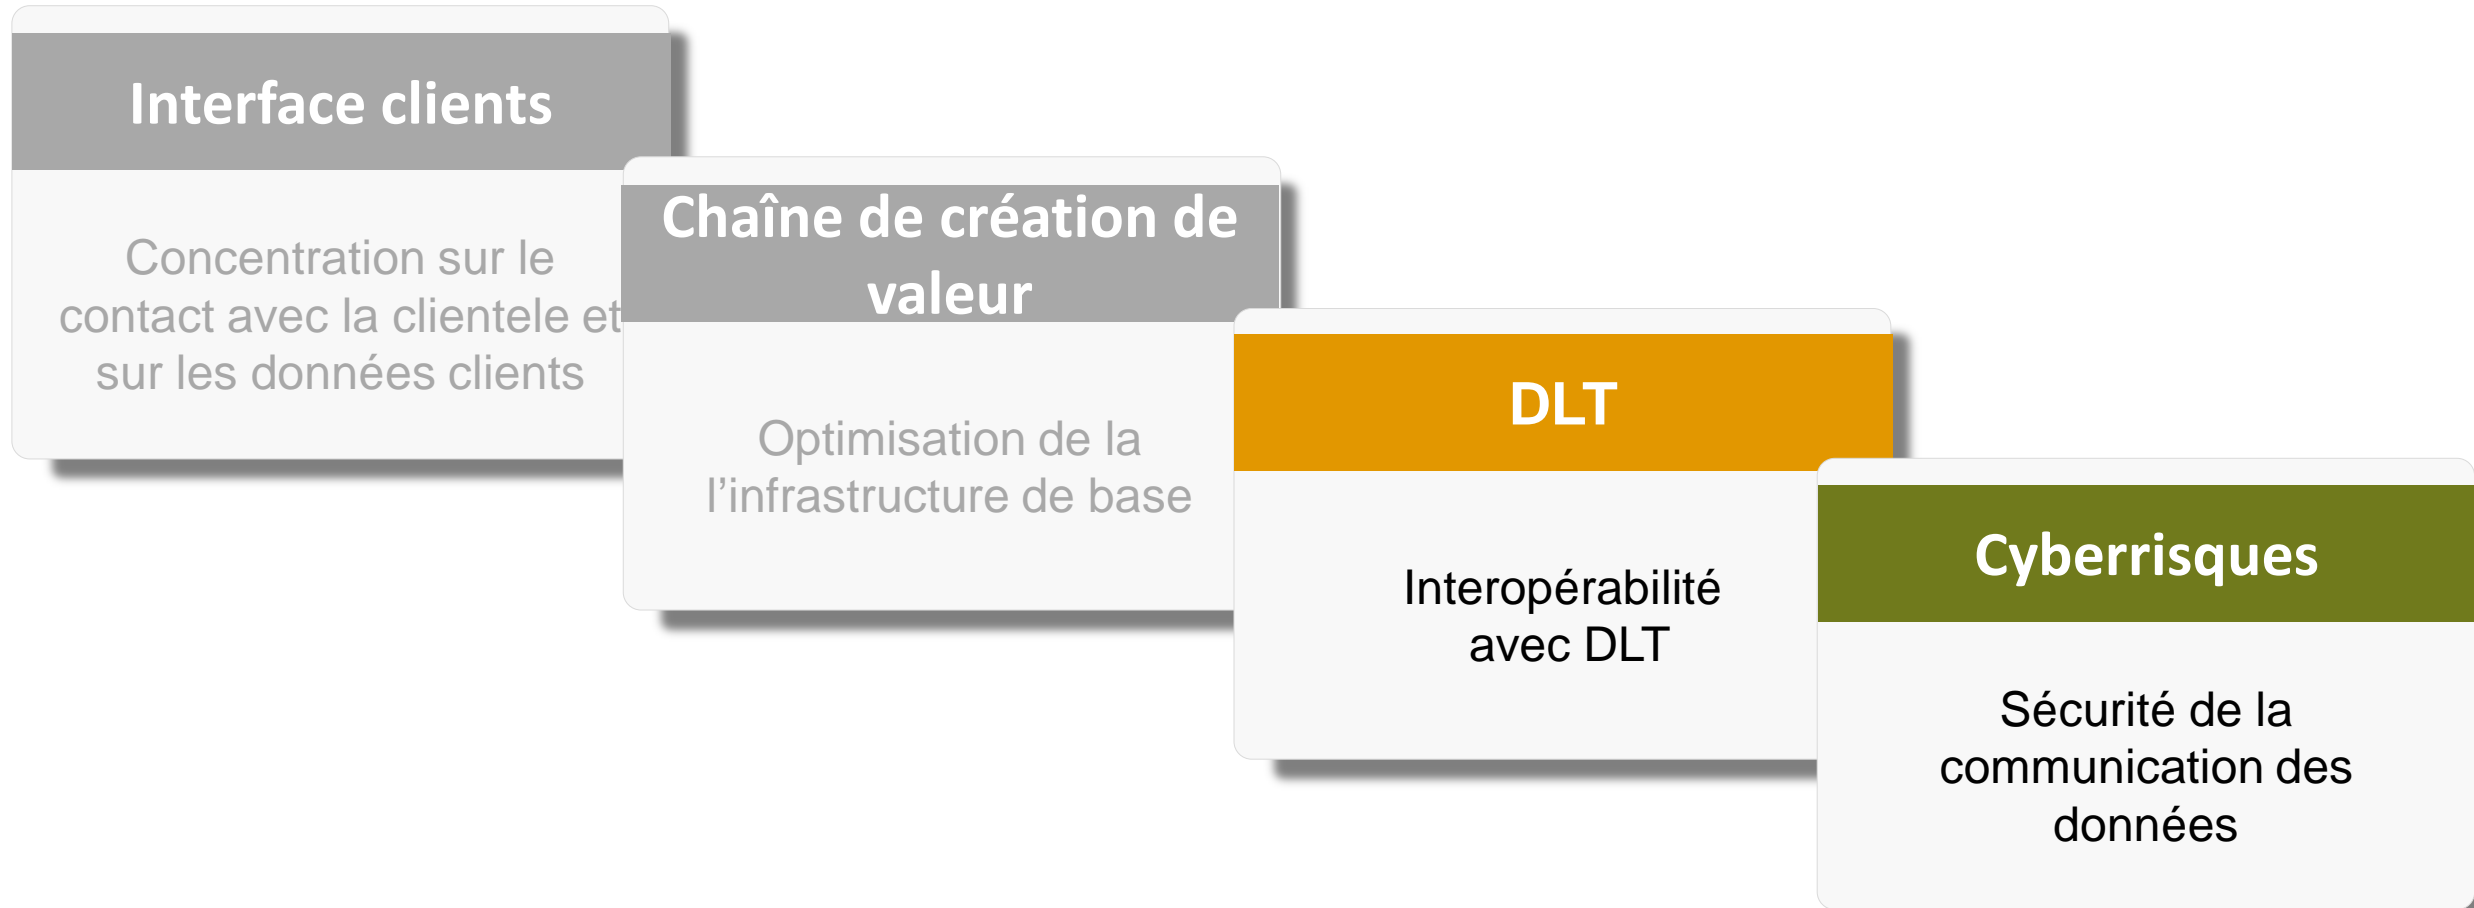 Interface clients
Concentration sur le
contact avec la clientele et
sur les données clients
Chaîne de création de
valeur
Optimisation de la
l’infrastructure de base
DLT
Interopérabilité
avec DLT
Cyberrisques
Sécurité de la
communication des
données